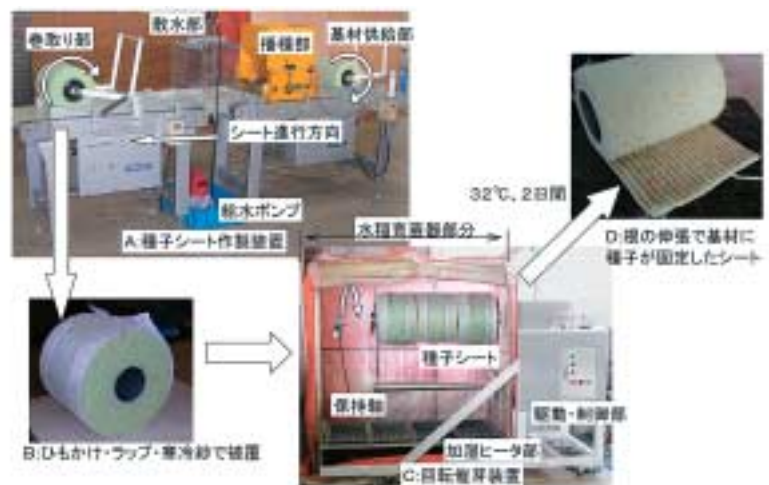 散水部
巻取り部
播種部
基材供給部
シート進行方向
給水ポンプ
A:種子シート作製装置
32℃、2日間
D:根の伸張で基材に
種子が固定したシート
水稲育苗器部分
種子シート
保持軸
駆動・制御部
加湿ヒータ部
C:回転催芽装置
B:ひもかけ・ラップ・寒冷紗で被覆